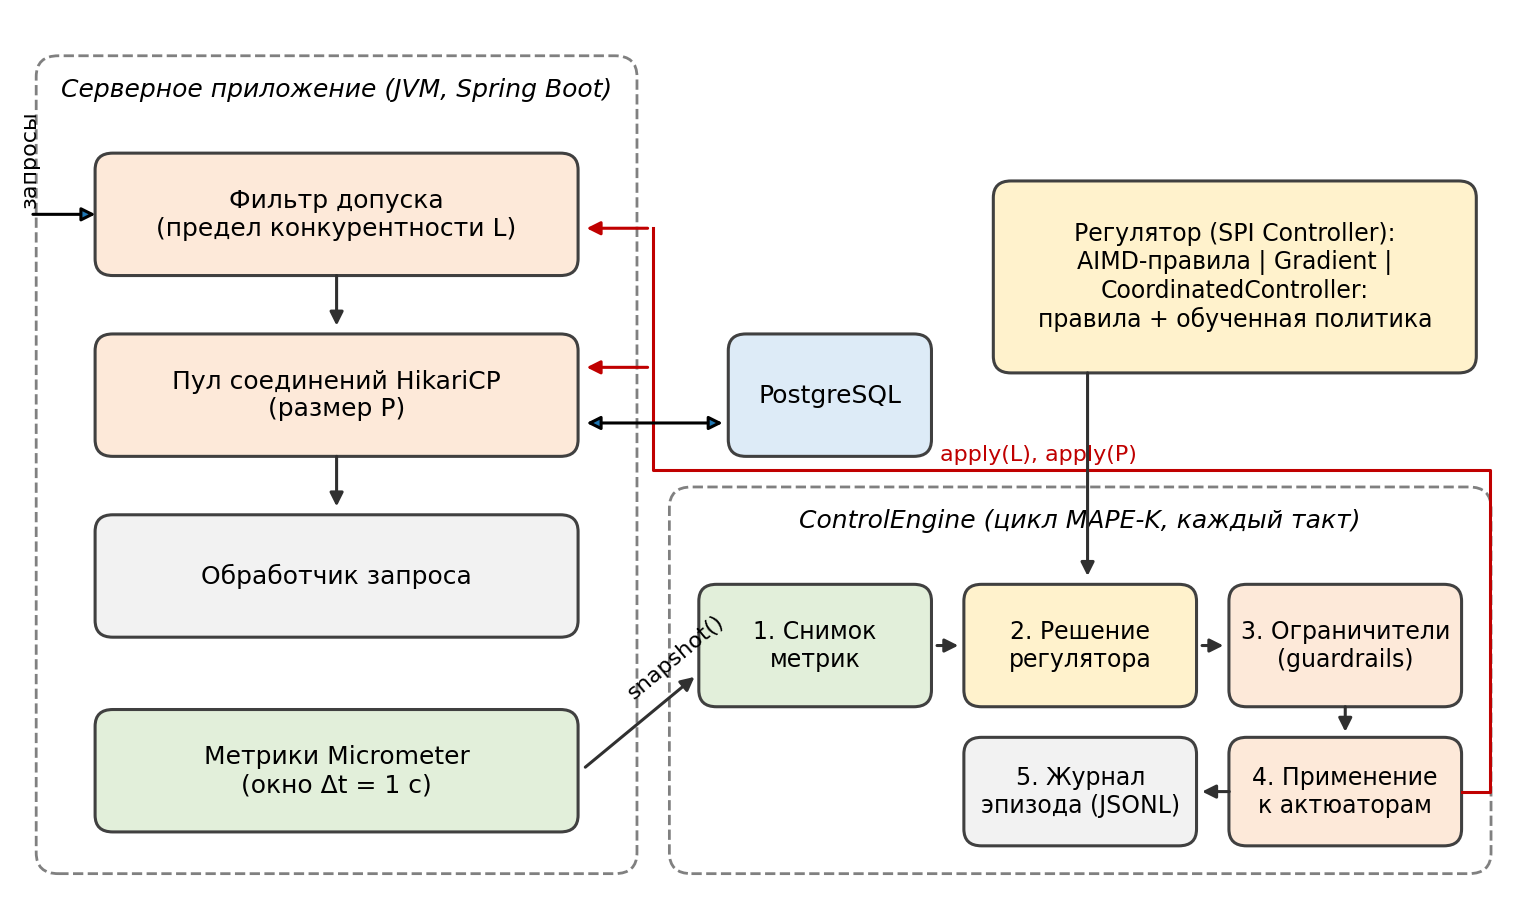 Серверное приложение (JVM, Spring Boot)
запросы
Фильтр допуска
(предел конкурентности L)
Пул соединений HikariCP
(размер P)
Обработчик запроса
Метрики Micrometer
(окно Δt = 1 с)
PostgreSQL
Регулятор (SPI Controller):
AIMD-правила | Gradient |
CoordinatedController:
правила + обученная политика
apply(L), apply(P)
ControlEngine (цикл MAPE-K, каждый такт)
snapshot()
1. Снимок
метрик
2. Решение
регулятора
3. Ограничители
(guardrails)
4. Применение
к актюаторам
5. Журнал
эпизода (JSONL)